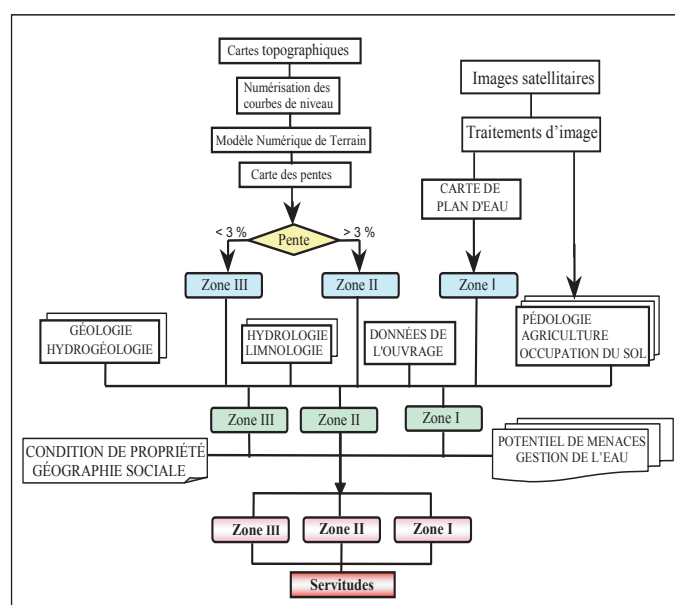 Cartes topographiques
Images satellitaires
Numérisation des
courbes de niveau
Modèle Numérique de Terrain
Traitements d'image
Carte des pentes
CARTE DE
PLAN D'EAU
< 3 %
> 3 %
Pente
Zone III
Zone II
Zone I
GÉOLOGIE
HYDROGÉOLOGIE
HYDROLOGIE
LIMNOLOGIE
DONNÉES DE
L'OUVRAGE
PÉDOLOGIE
AGRICULTURE
OCCUPATION DU SOL
Zone III
Zone II
Zone I
CONDITION DE PROPRIÉTÉ
GÉOGRAPHIE SOCIALE
POTENTIEL DE MENACES
GESTION DE L'EAU
Zone III
Zone II
Zone I
Servitudes